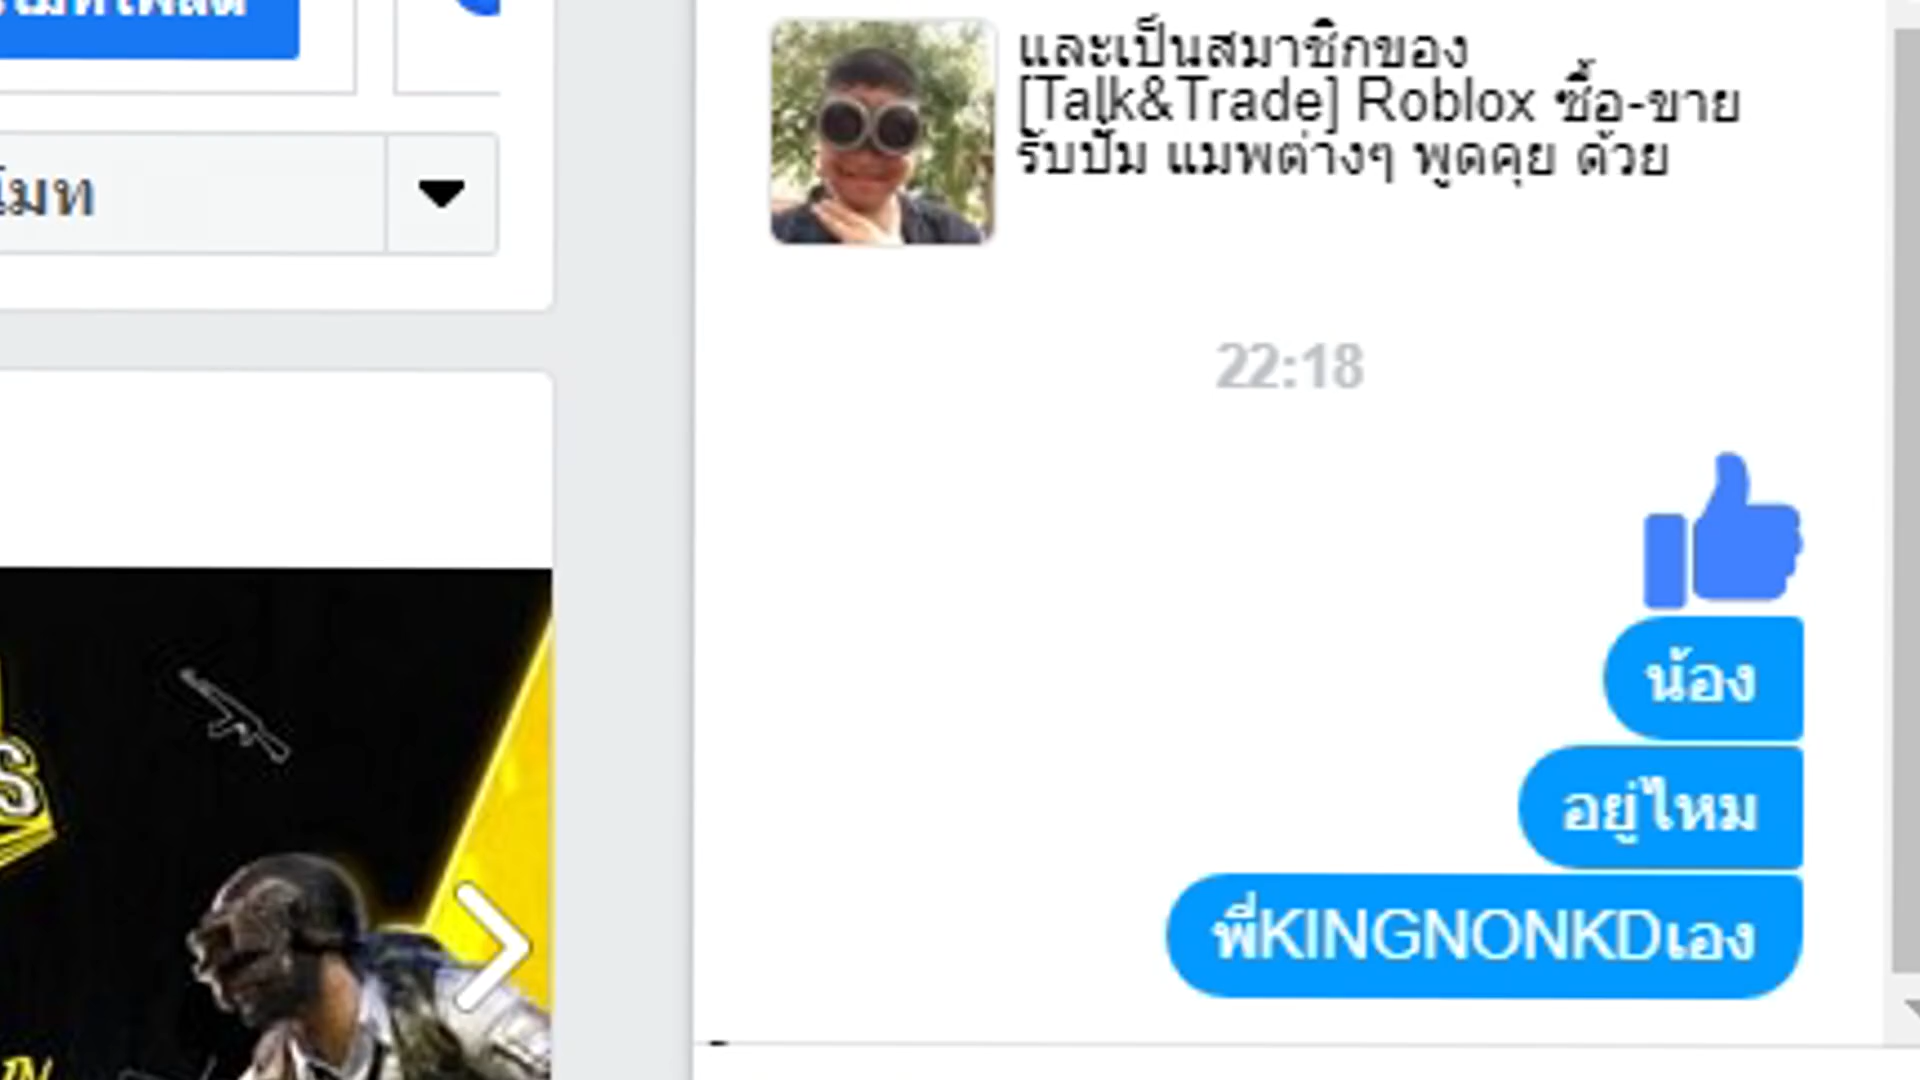 โมท
และเป็นสมาชิกของ
[Talk&Trade] Roblox ซื้อ-ขาย
รับปั้ม แมพต่างๆ พูดคุย ด้วย
22:18
น้อง
อยู่ไหม
พี่KINGNONKDเอง